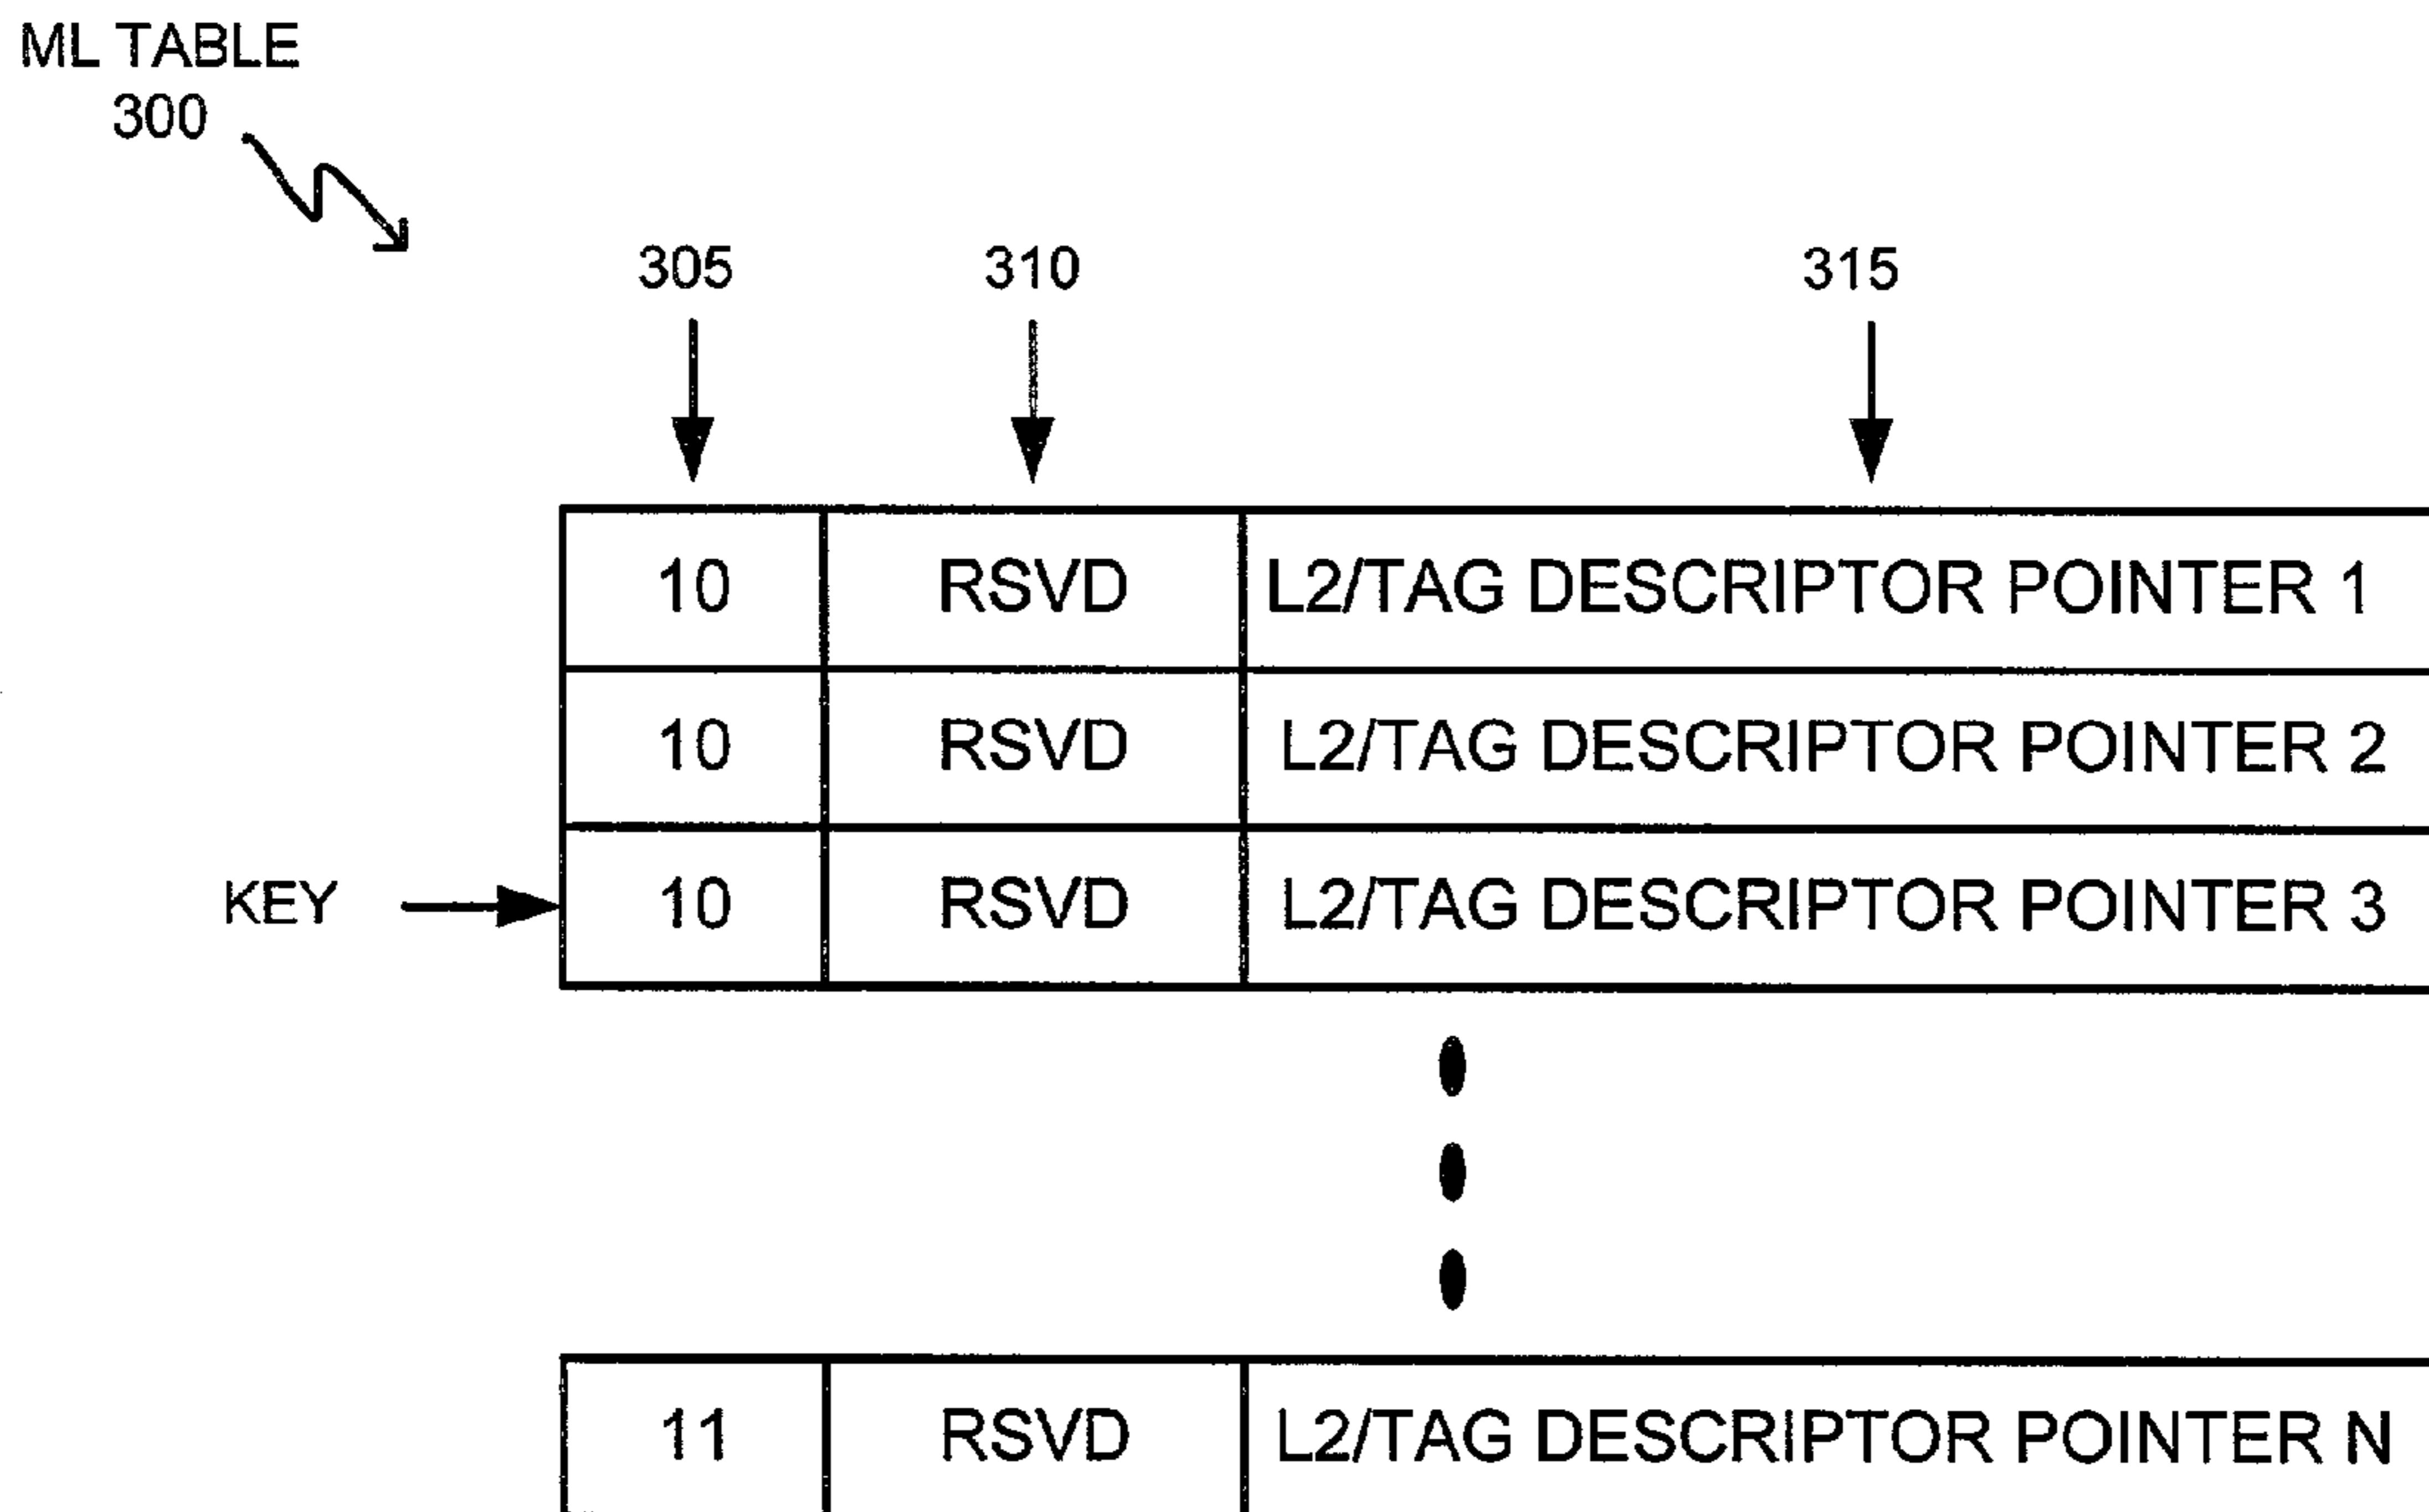 ML TABLE
300
305 310 315
10 RSVD L2/TAG DESCRIPTOR POINTER 1
10 RSVD L2/TAG DESCRIPTOR POINTER 2
KEY 10 RSVD L2/TAG DESCRIPTOR POINTER 3
11 RSVD L2/TAG DESCRIPTOR POINTER N